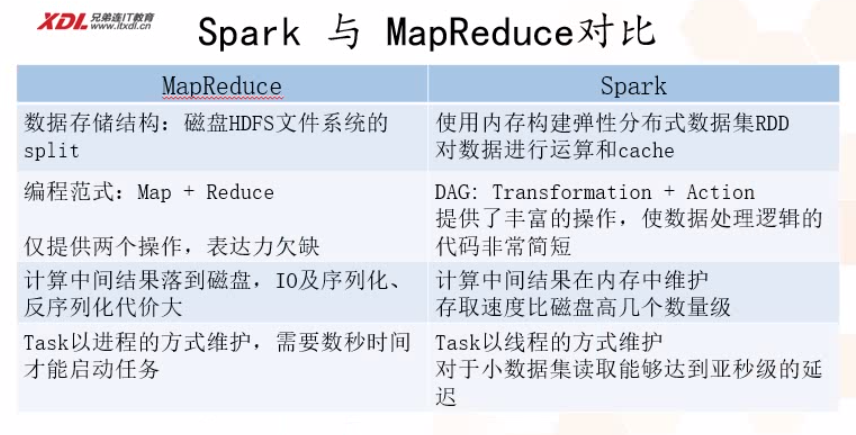 XDL 兄弟连IT教育
www.itxdl.cn
Spark 与 MapReduce对比
MapReduce
Spark
数据存储结构：磁盘HDFS文件系统的
split
使用内存构建弹性分布式数据集RDD
对数据进行运算和cache
编程范式：Map + Reduce
仅提供两个操作，表达力欠缺
DAG: Transformation + Action
提供了丰富的操作，使数据处理逻辑的
代码非常简短
计算中间结果落到磁盘，IO及序列化、
反序列化代价大
计算中间结果在内存中维护
存取速度比磁盘高几个数量级
Task以进程的方式维护，需要数秒时间
才能启动任务
Task以线程的方式维护
对于小数据集读取能够达到亚秒级的延
迟